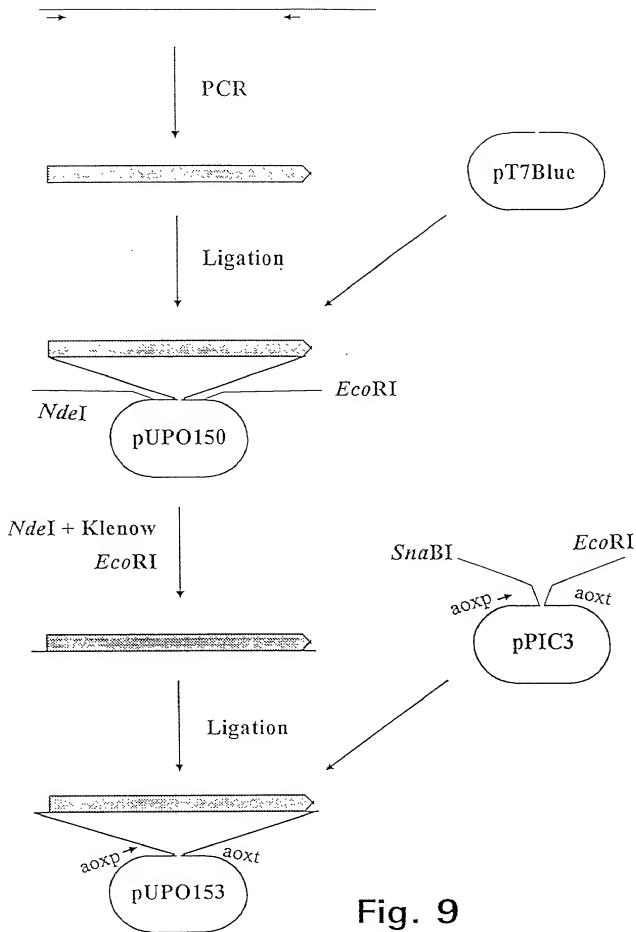 PCR
pT7Blue
Ligation
NdeI
EcoRI
pUPO150
NdeI + Klenow
EcoRI
SnaBI
EcoRI
aoxp
aoxt
pPIC3
Ligation
aoxp
aoxt
pUPO153
Fig. 9